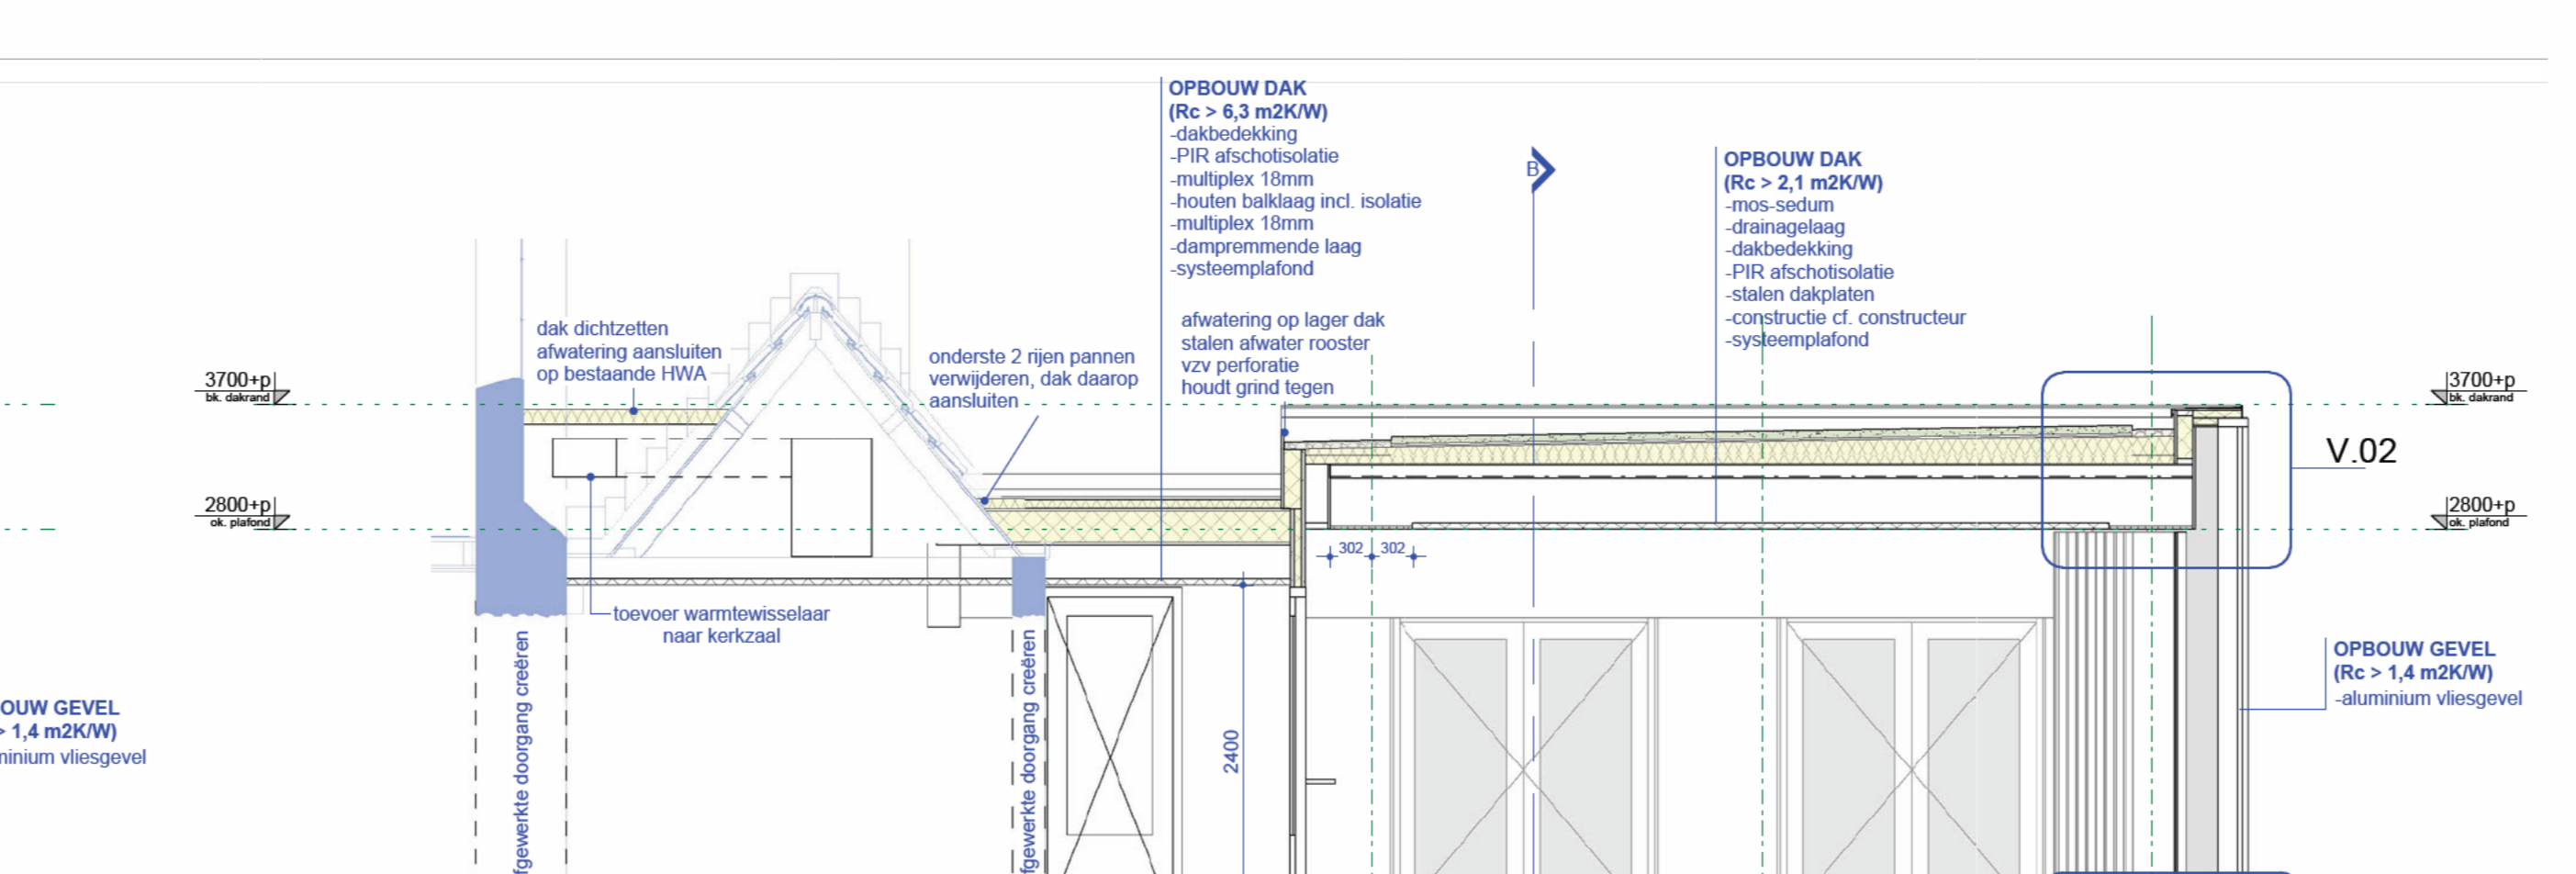 OPBOUW DAK
(Rc > 6,3 m2K/W)
-dakbedekking
-PIR afschotisolatie
-multiplex 18mm
-houten balklaag incl. isolatie
-multiplex 18mm
-dampremmende laag
-systeemplafond
B
OPBOUW DAK
(Rc > 2,1 m2K/W)
-mos-sedum
-drainagelaag
-dakbedekking
-PIR afschotisolatie
-stalen dakplaten
-constructie cf. constructeur
-systeemplafond
dak dichtzetten
afwatering aansluiten
op bestaande HWA
onderste 2 rijen pannen
verwijderen, dak daarop
aansluiten
afwatering op lager dak
stalen afwater rooster
vzv perforatie
houdt grind tegen
3700+p
bk. dakrand
2800+p
ok. plafond
3700+p
bk. dakrand
V.02
2800+p
ok. plafond
302 302
toevoer warmtewisselaar
naar kerkzaal
fgewerkte doorgang creëren
fgewerkte doorgang creëren
2400
OUW GEVEL
> 1,4 m2K/W)
minium vliesgevel
OPBOUW GEVEL
(Rc > 1,4 m2K/W)
-aluminium vliesgevel